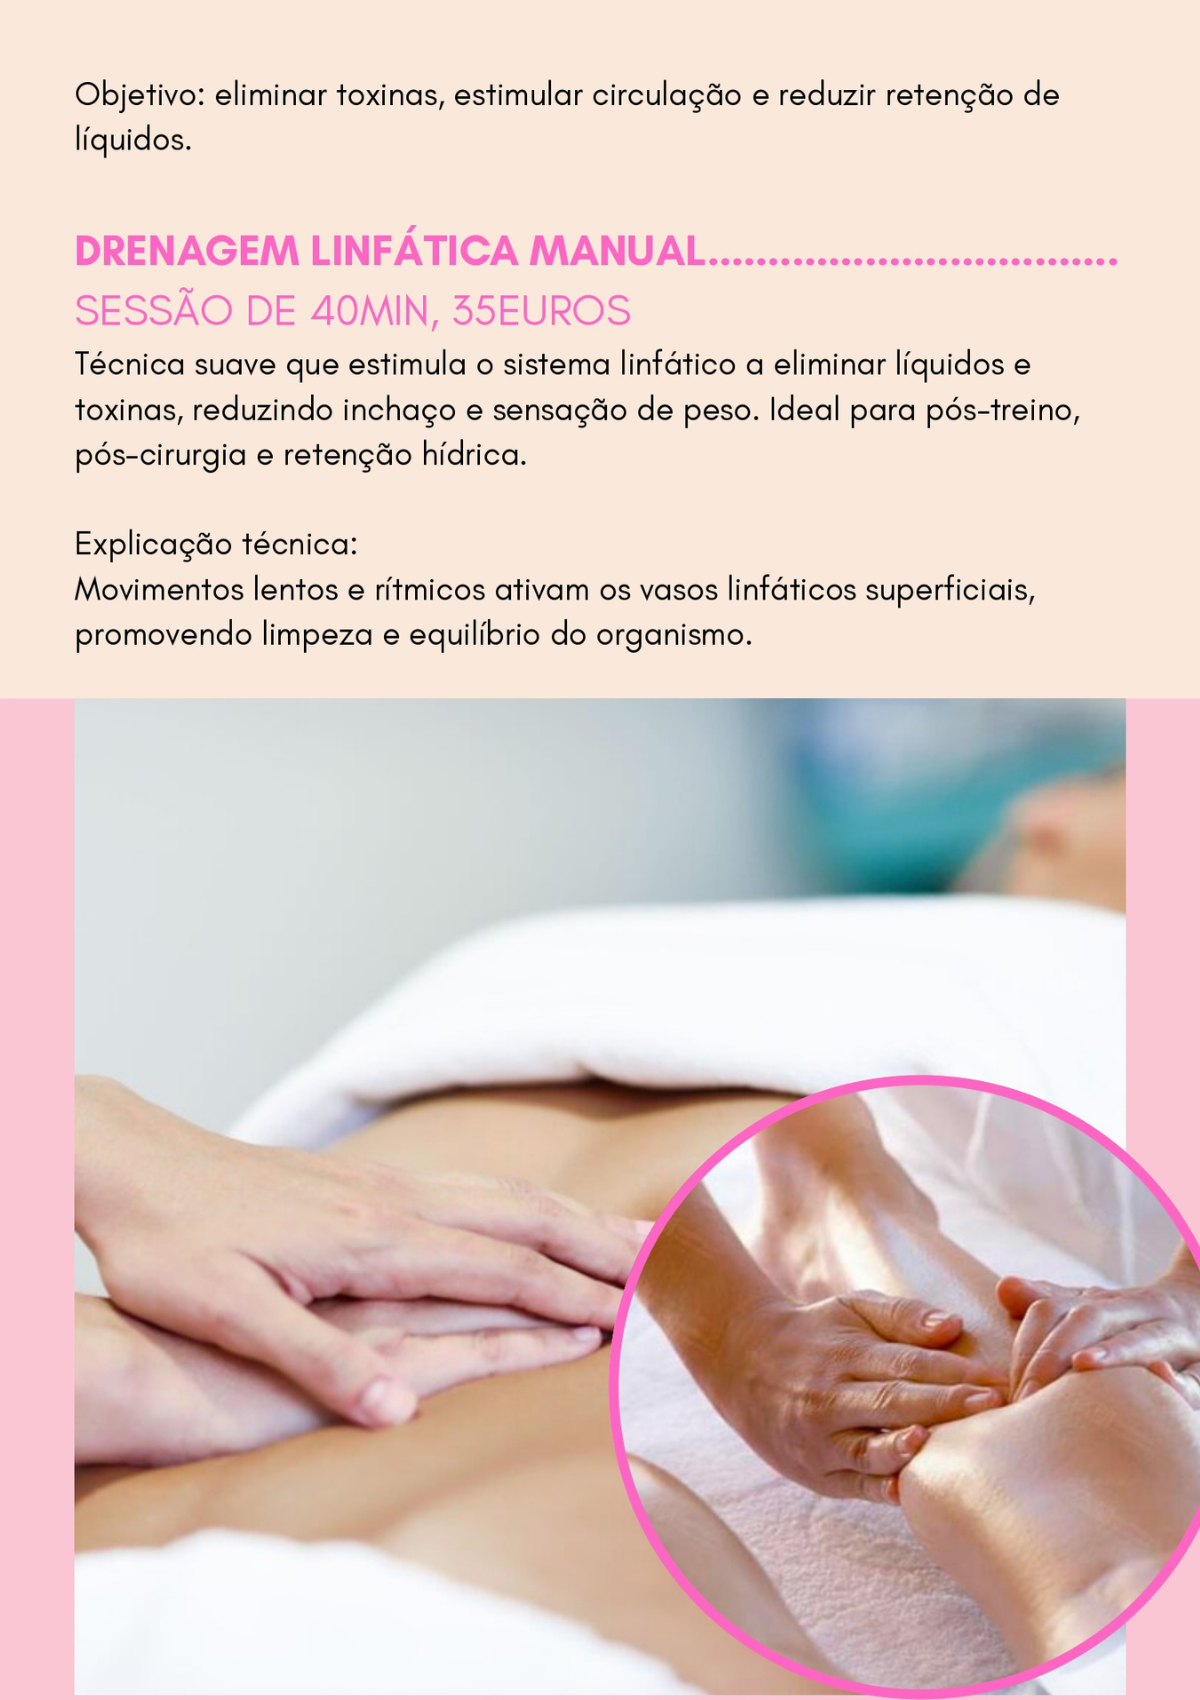 Objetivo: eliminar toxinas, estimular circulação e reduzir retenção de
líquidos.
DRENAGEM LINFÁTICA MANUAL..................................
SESSÃO DE 40MIN, 35EUROS
Técnica suave que estimula o sistema linfático a eliminar líquidos e
toxinas, reduzindo inchaço e sensação de peso. Ideal para pós-treino,
pós-cirurgia e retenção hídrica.
Explicação técnica:
Movimentos lentos e rítmicos ativam os vasos linfáticos superficiais,
promovendo limpeza e equilíbrio do organismo.